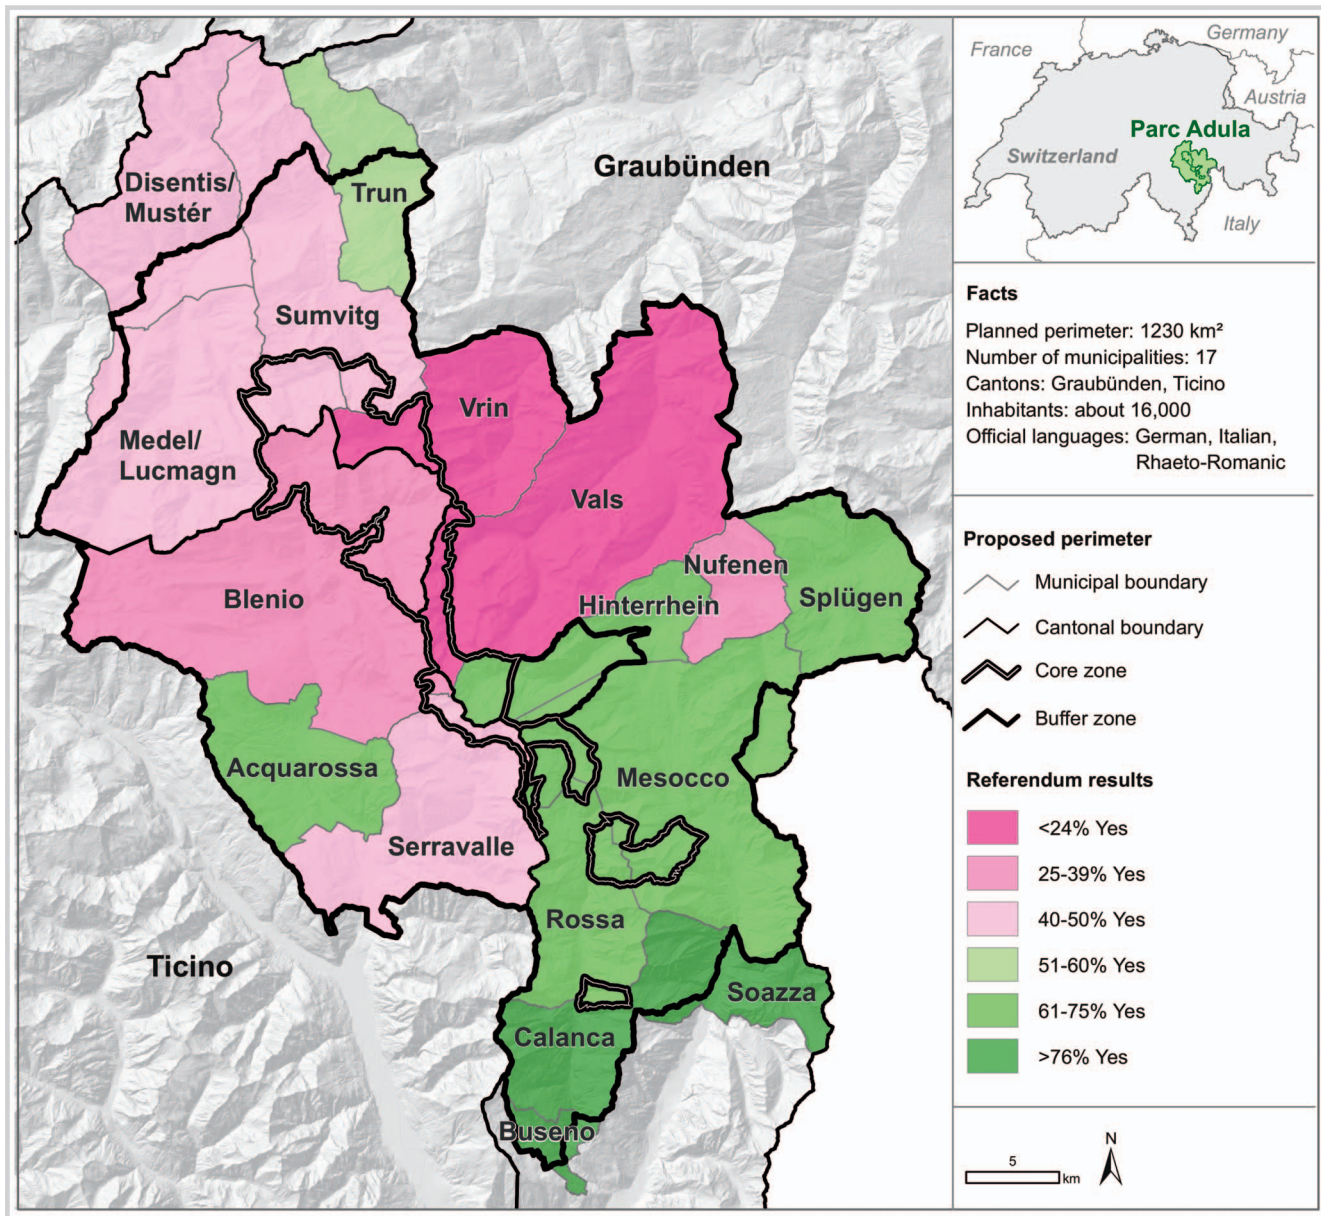 Disentis/
Mustér
Trun
Graubünden
Sumvitg
Vrin
Medel/
Lucmagn
Vals
Nufenen
Blenio
Hinterrhein
Splügen
Acquarossa
Mesocco
Serravalle
Rossa
Ticino
Soazza
Calanca
Buseno
France
Germany
Austria
Parc Adula
Switzerland
Italy
Facts
Planned perimeter: 1230 km²
Number of municipalities: 17
Cantons: Graubünden, Ticino
Inhabitants: about 16,000
Official languages: German, Italian,
Rhaeto-Romanic
Proposed perimeter
Municipal boundary
Cantonal boundary
Core zone
Buffer zone
Referendum results
<24% Yes
25-39% Yes
40-50% Yes
51-60% Yes
61-75% Yes
>76% Yes
5
km
N